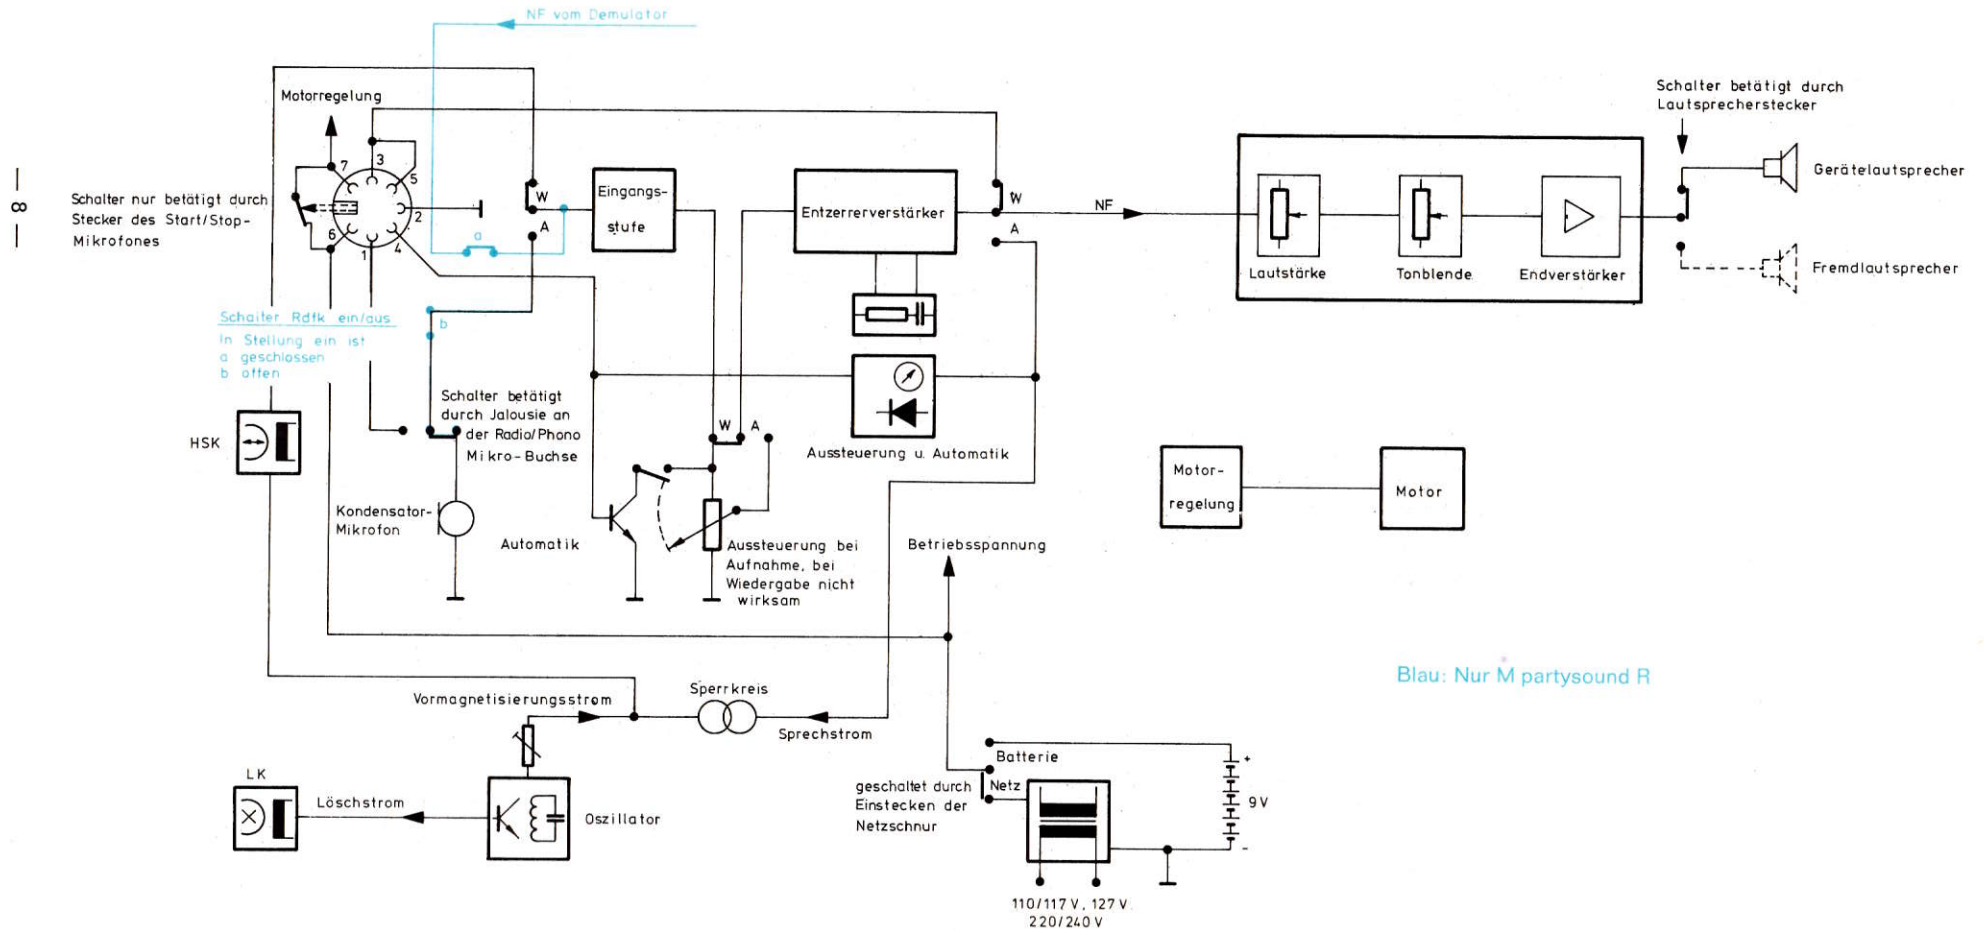 NF vom Demulator
Motorregelung
Schalter betätigt durch
Lautsprecherstecker
— 8 —
Schalter nur betätigt durch
Stecker des Start/Stop-
Mikrofones
7
3
5
2
6
1
4
W
A
a
Eingangs-
stufe
Entzerrerverstärker
W
A
NF
Gerätelautsprecher
Lautstärke
Tonblende
Endverstärker
Fremdlautsprecher
Schalter Rdfk ein/aus
In Stellung ein ist
a geschlossen
b offen
b
HSK
Schalter betätigt
durch Jalousie an
der Radio/Phono
Mikro-Buchse
W
A
Aussteuerung u. Automatik
Motor-
regelung
Motor
Kondensator-
Mikrofon
Automatik
Aussteuerung bei
Aufnahme, bei
Wiedergabe nicht
wirksam
Betriebsspannung
Blau: Nur M partysound R
Vormagnetisierungsstrom
Sperrkreis
Sprechstrom
LK
Löschstrom
Oszillator
Batterie
Netz
geschaltet durch
Einstecken der
Netzschnur
+
9V
-
110/117 V, 127 V.
220/240 V